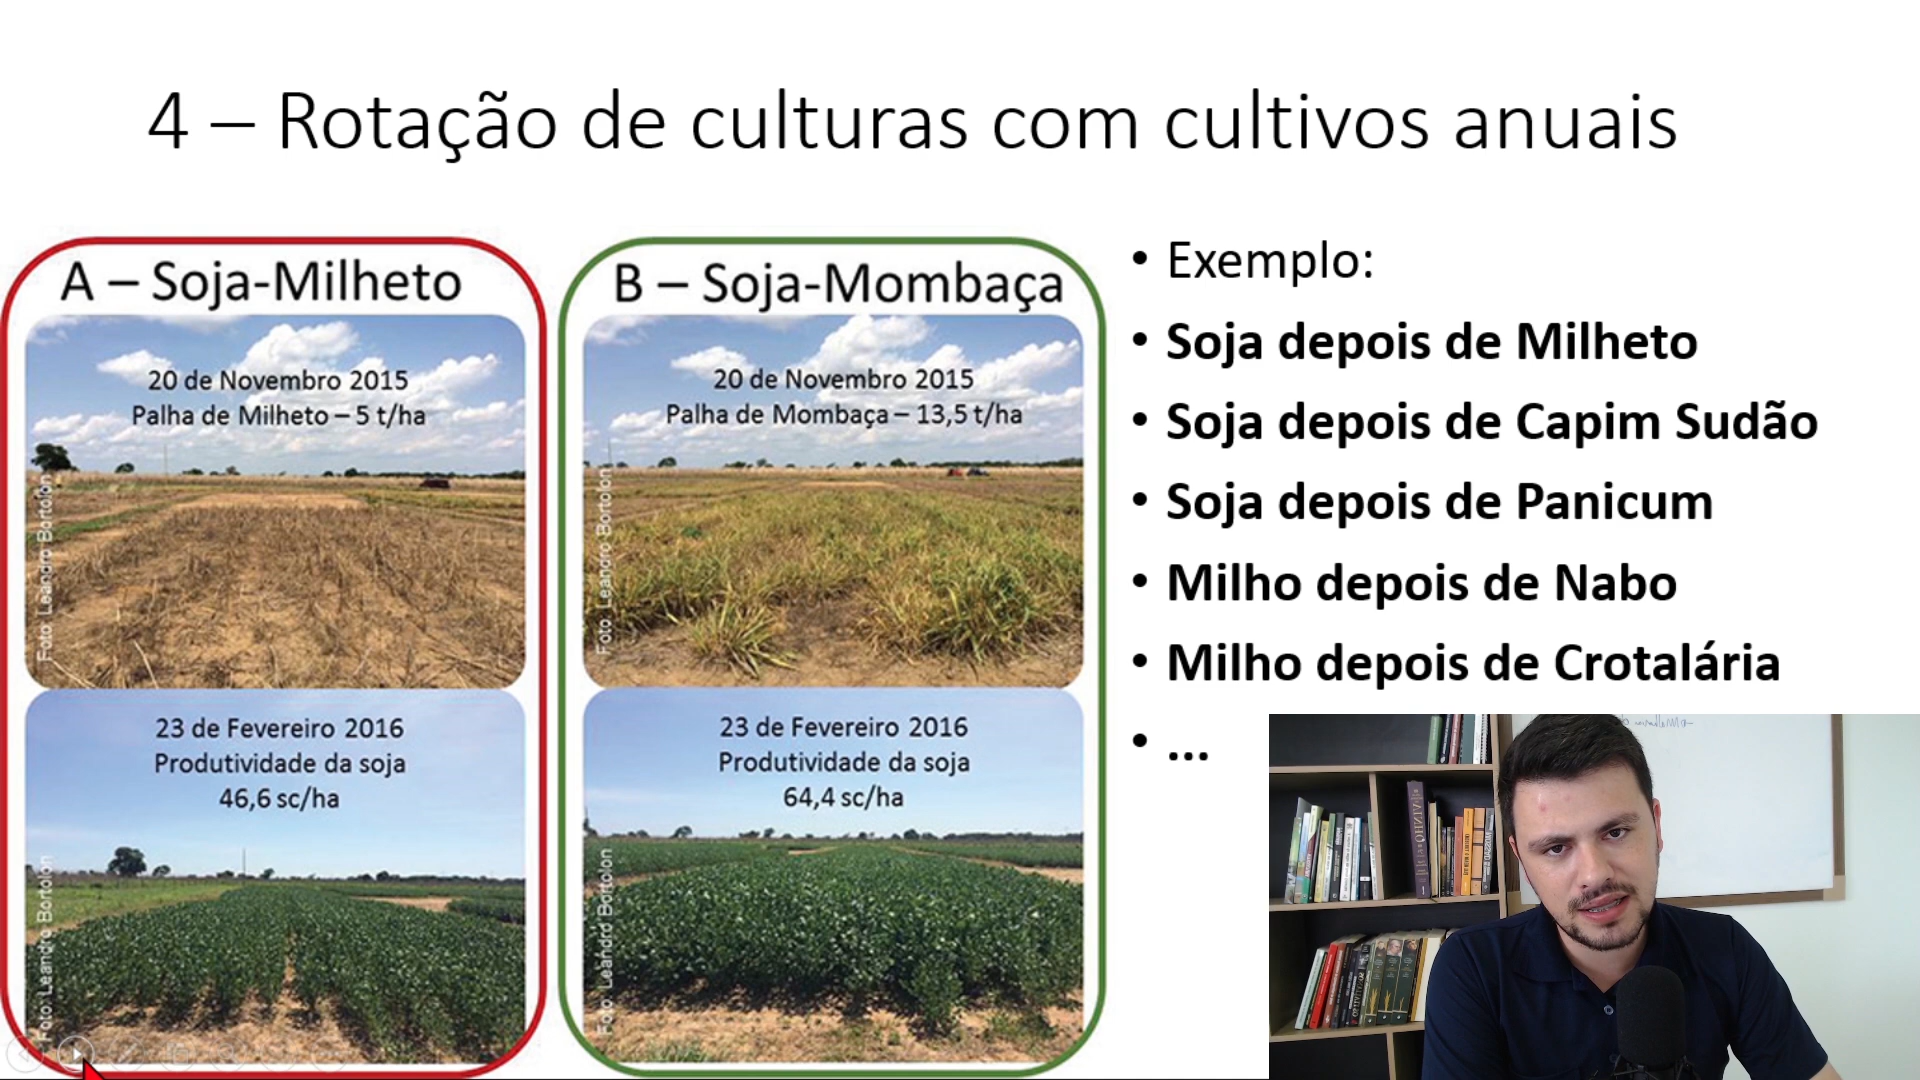 4 – Rotação de culturas com cultivos anuais
A – Soja-Milheto
20 de Novembro 2015
Palha de Milheto – 5 t/ha
Foto: Leandro Bortolon
23 de Fevereiro 2016
Produtividade da soja
46,6 sc/ha
Foto: Leandro Bortolon
B – Soja-Mombaça
20 de Novembro 2015
Palha de Mombaça – 13,5 t/ha
Foto: Leandro Bortolon
23 de Fevereiro 2016
Produtividade da soja
64,4 sc/ha
Foto: Leandro Bortolon
• Exemplo:
• Soja depois de Milheto
• Soja depois de Capim Sudão
• Soja depois de Panicum
• Milho depois de Nabo
• Milho depois de Crotalária
• ...